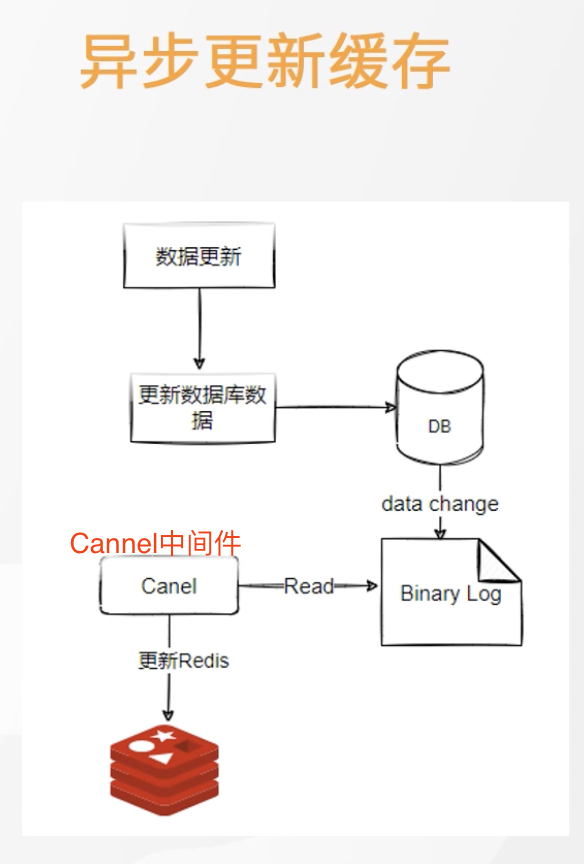 异步更新缓存
数据更新
更新数据库数
据
DB
data change
Cannel中间件
Canel
Read
Binary Log
更新Redis